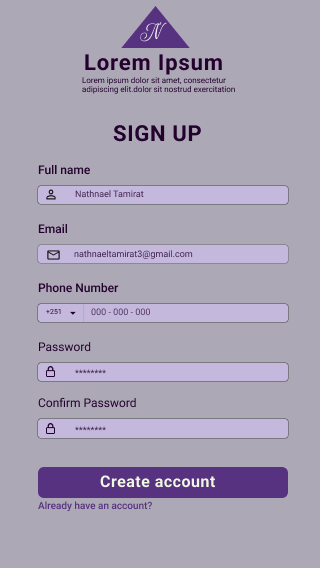 N
Lorem Ipsum
Lorem ipsum dolor sit amet, consectetur
adipiscing elit.dolor sit nostrud exercitation
SIGN UP
Full name
Nathnael Tamirat
Email
nathnaeltamirat3@gmail.com
Phone Number
+251 000 - 000 - 000
Password
********
Confirm Password
********
Create account
Already have an account?